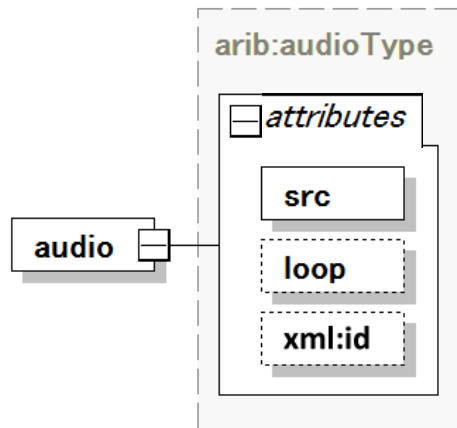 arib:audioType
attributes
src
audio
loop
xml:id